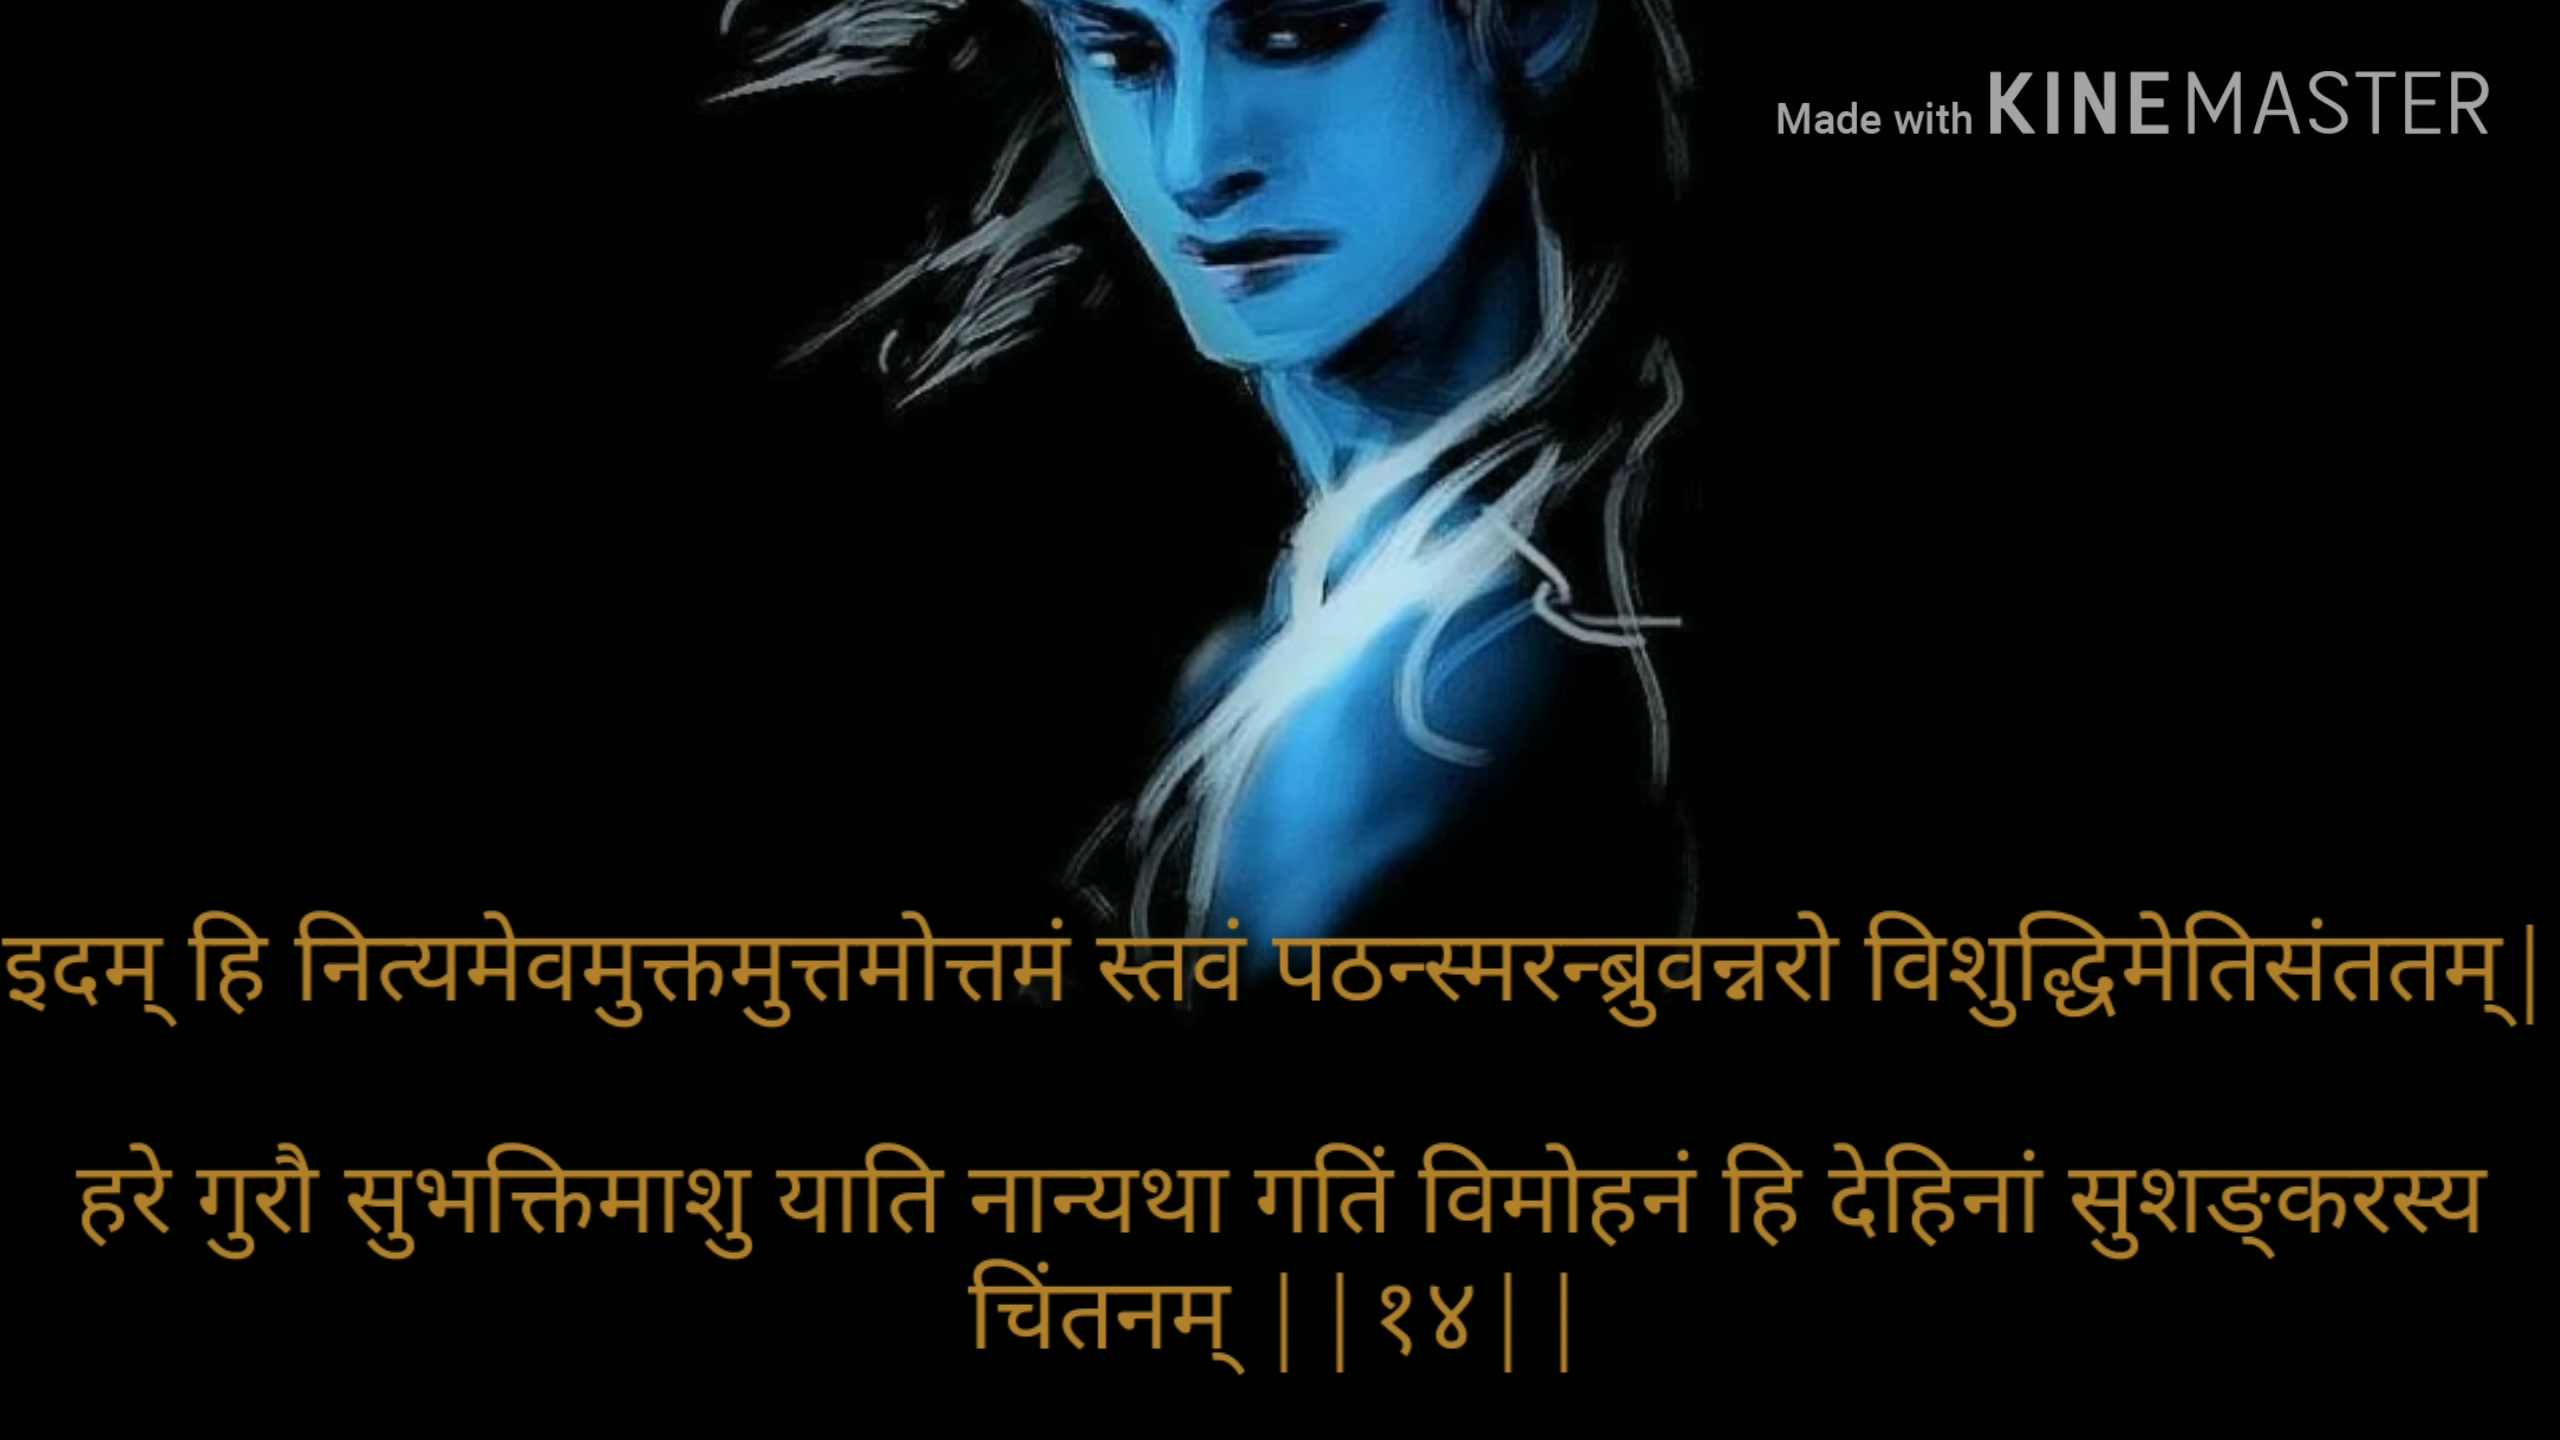 Made with KINEMASTER
इदम् हि नित्यमेवमुक्तमुत्तमोत्तमं स्तवं पठन्स्मरन्ब्रुवन्नरो विशुद्धिमेतिसंततम्|
हरे गुरौ सुभक्तिमाशु याति नान्यथा गतिं विमोहनं हि देहिनां सुशङ्करस्य
चिंतनम् ||१४||